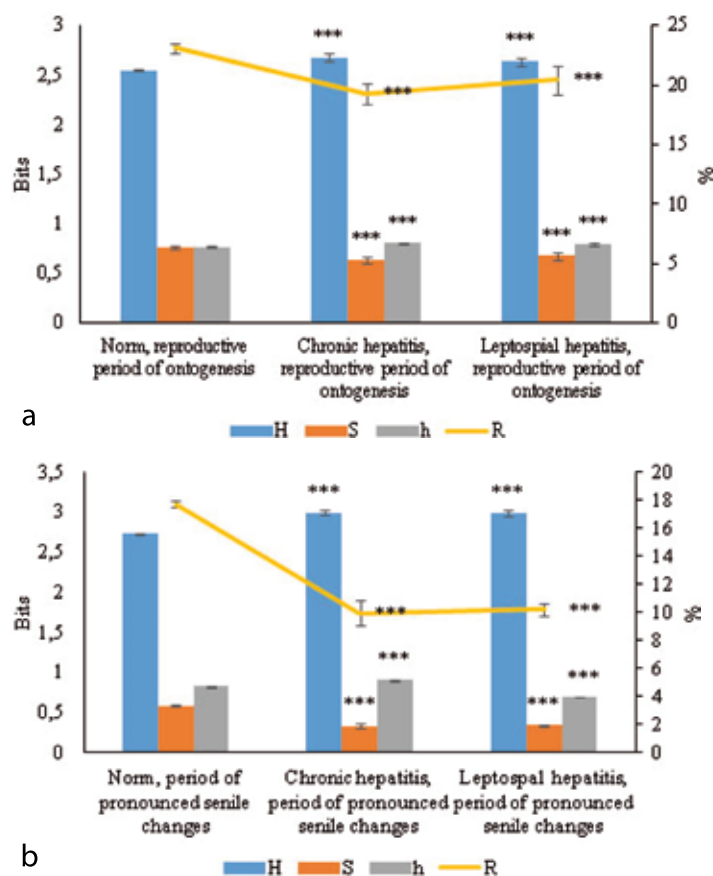 3
2,5
2
1,5
1
0,5
0
Bits
25
20
15
10
5
0
%
*** ***
*** ***
*** ***
*** ***
Norm, reproductive
period of ontogenesis
Chronic hepatitis,
reproductive period of
ontogenesis
Leptospial hepatitis,
reproductive period of
ontogenesis
a
H S h R
3,5
3
2,5
2
1,5
1
0,5
0
Bits
20
18
16
14
12
10
8
6
4
2
0
%
*** ***
*** ***
*** ***
*** ***
Norm, period of
pronounced senile
changes
Chronic hepatitis,
period of pronounced
senile changes
Leptospal hepatitis,
period of pronounced
senile changes
b
H S h R